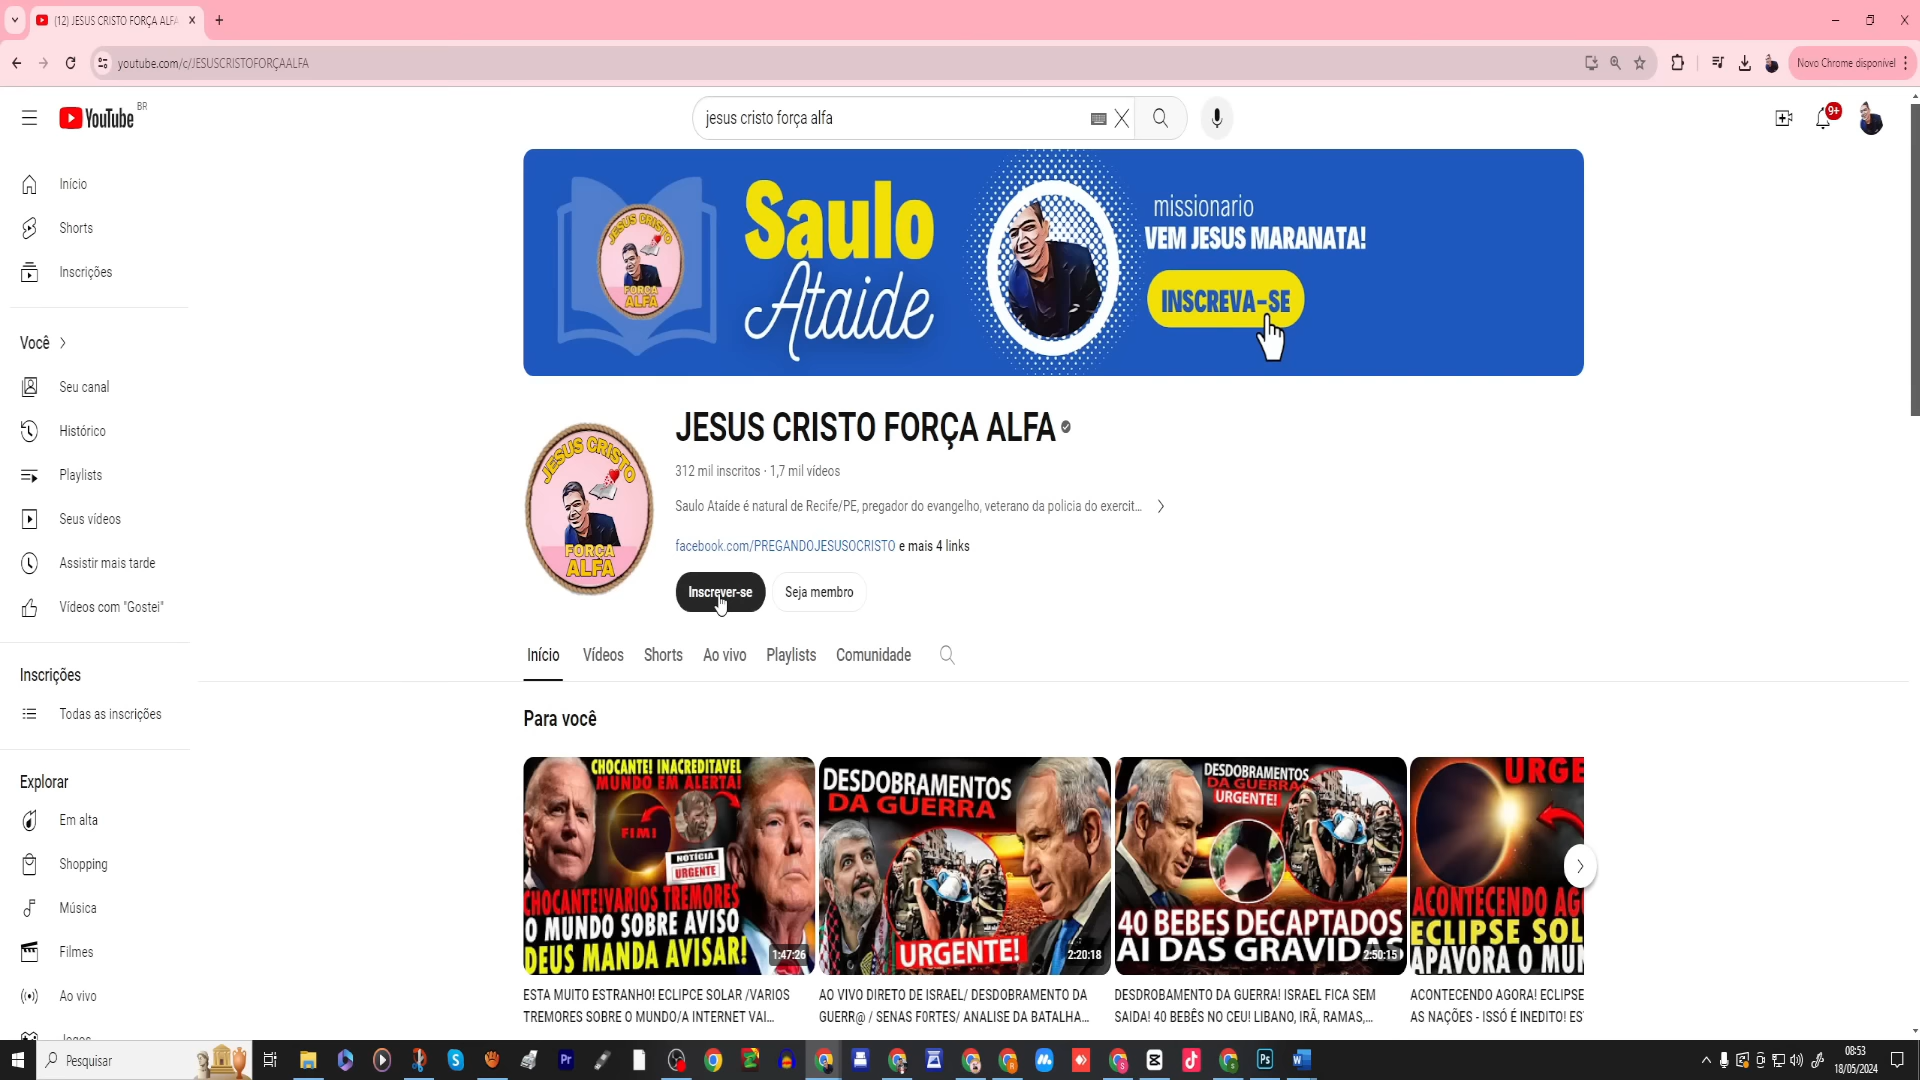 (12) JESUS CRISTO FORÇA ALFA
youtube.com/c/JESUSCRISTOFORÇAALFA
Novo Chrome disponível
YouTube BR
jesus cristo força alfa
9+
Início
Shorts
Inscrições
Você
Seu canal
Histórico
Playlists
Seus vídeos
Assistir mais tarde
Vídeos com "Gostei"
Inscrições
Todas as inscrições
Explorar
Em alta
Shopping
Música
Filmes
Ao vivo
Jogos
JESUS CRISTO
FORÇA
ALFA
Saulo
Ataide
missionario
VEM JESUS MARANATA!
INSCREVA-SE
JESUS CRISTO
FORÇA
ALFA
JESUS CRISTO FORÇA ALFA
312 mil inscritos · 1,7 mil vídeos
Saulo Ataíde é natural de Recife/PE, pregador do evangelho, veterano da policia do exercit...
facebook.com/PREGANDOJESUSOCRISTO e mais 4 links
Inscrever-se
Seja membro
Início Vídeos Shorts Ao vivo Playlists Comunidade
Para você
CHOCANTE! INACREDITAVEL
MUNDO EM ALERTA!
FIM!
NOTÍCIA
URGENTE
CHOCANTE!VARIOS TREMORES
O MUNDO SOBRE AVISO
DEUS MANDA AVISAR!
1:47:26
ESTA MUITO ESTRANHO! ECLIPCE SOLAR /VARIOS
TREMORES SOBRE O MUNDO/A INTERNET VAI...
DESDOBRAMENTOS
DA GUERRA
URGENTE!
2:20:18
AO VIVO DIRETO DE ISRAEL/ DESDOBRAMENTO DA
GUERR@ / SENAS F0RTES/ ANALISE DA BATALHA...
DESDOBRAMENTOS
DA GUERRA
URGENTE!
40 BEBES DECAPTADOS
AI DAS GRAVIDAS
2:50:15
DESDROBAMENTO DA GUERRA! ISRAEL FICA SEM
SAIDA! 40 BEBÊS NO CEU! LIBANO, IRÃ, RAMAS,...
URGE
ACONTECENDO AG
ECLIPSE SOL
APAVORA O MUN
ACONTECENDO AGORA! ECLIPSE
AS NAÇÕES - ISSÓ É INEDITO! ES
Pesquisar
08:53
18/05/2024